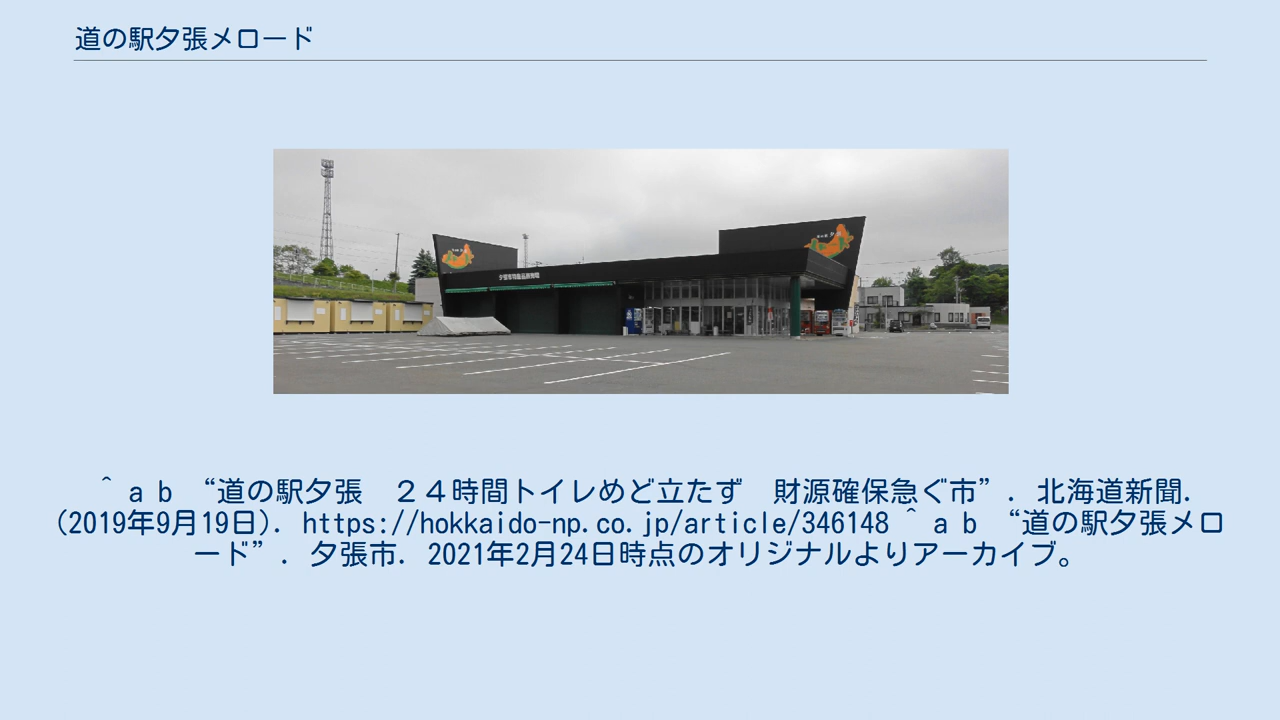 道の駅夕張メロード
^ a b “道の駅夕張　２４時間トイレめど立たず　財源確保急ぐ市”. 北海道新聞.
(2019年9月19日). https://hokkaido-np.co.jp/article/346148 ^ a b “道の駅夕張メロ
ード”. 夕張市. 2021年2月24日時点のオリジナルよりアーカイブ。